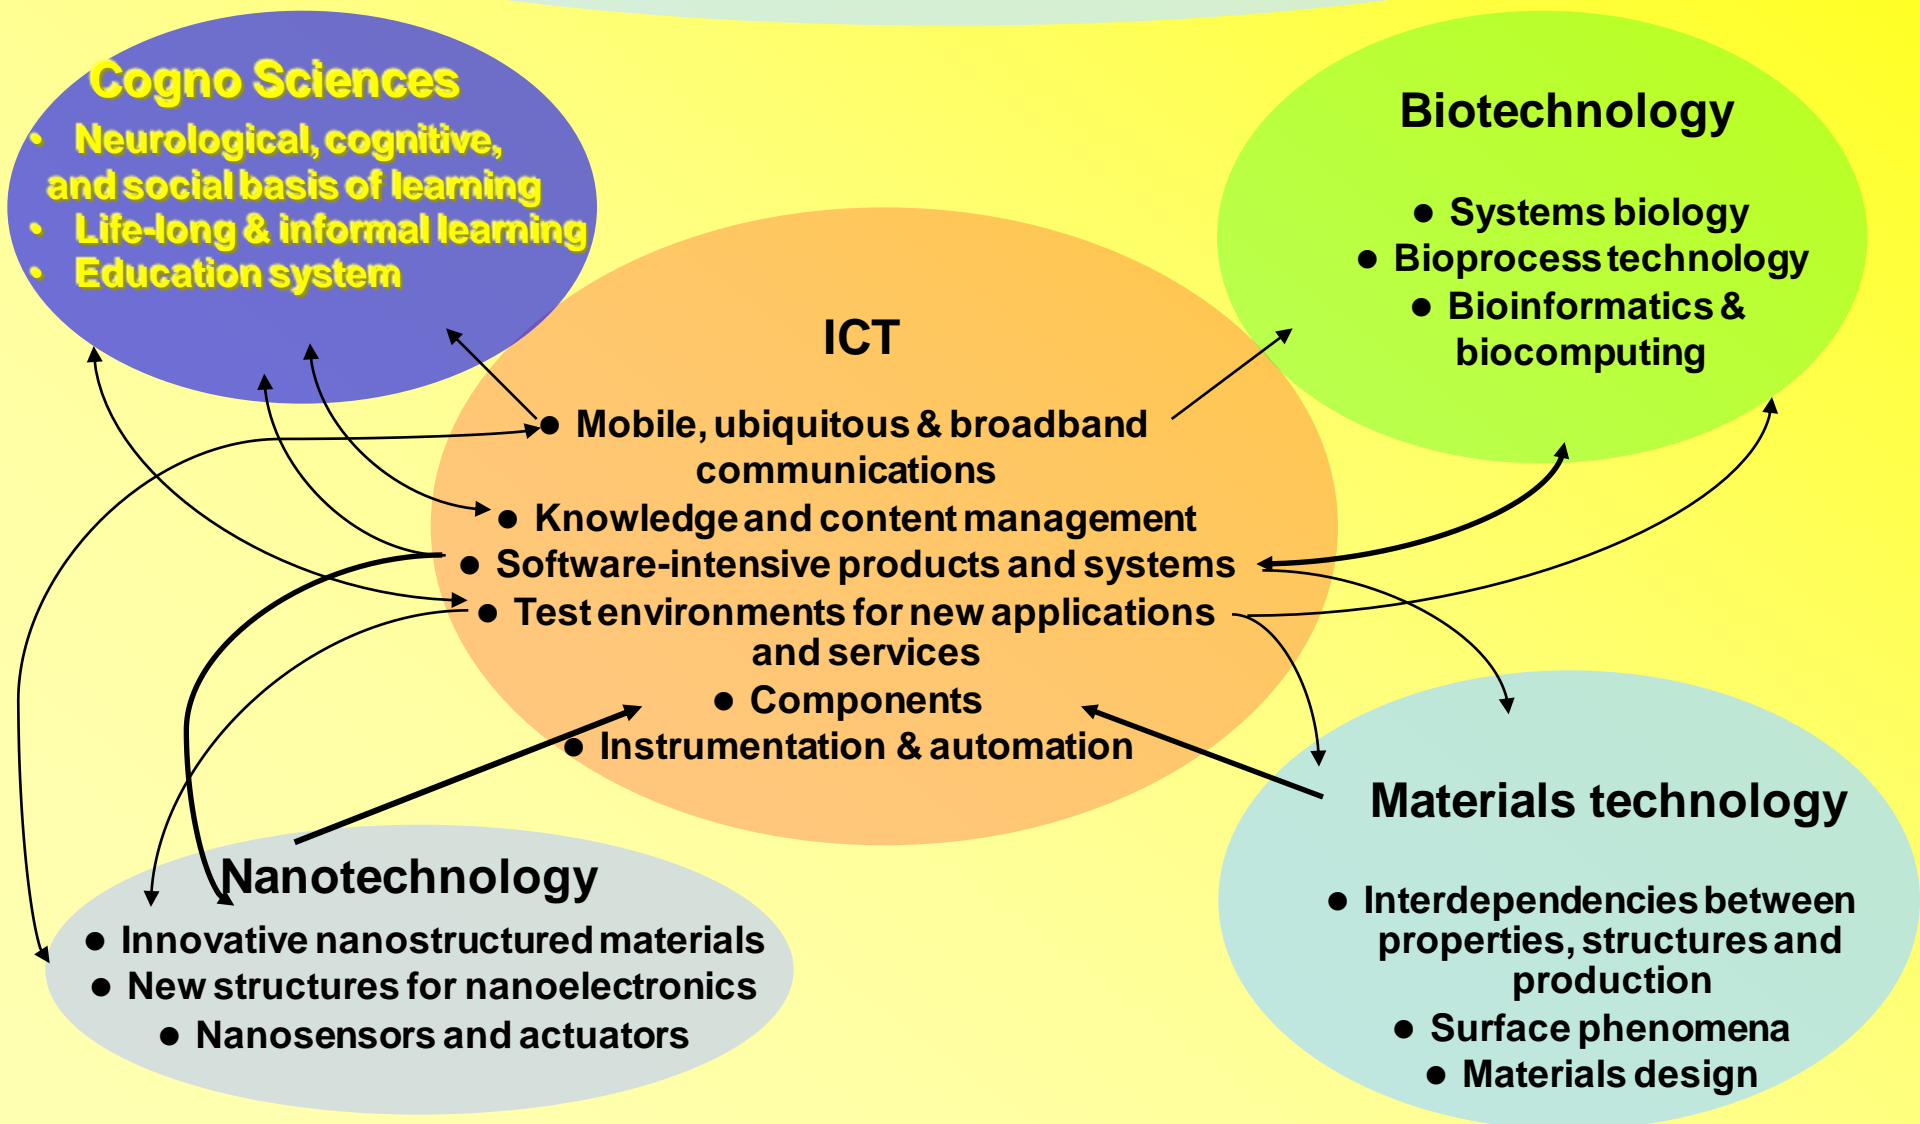 Cogno Sciences
• Neurological, cognitive,
and social basis of learning
• Life-long & informal learning
• Education system
Biotechnology
● Systems biology
● Bioprocess technology
● Bioinformatics &
biocomputing
ICT
● Mobile, ubiquitous & broadband
communications
● Knowledge and content management
● Software-intensive products and systems
● Test environments for new applications
and services
● Components
● Instrumentation & automation
Nanotechnology
● Innovative nanostructured materials
● New structures for nanoelectronics
● Nanosensors and actuators
Materials technology
● Interdependencies between
properties, structures and
production
● Surface phenomena
● Materials design